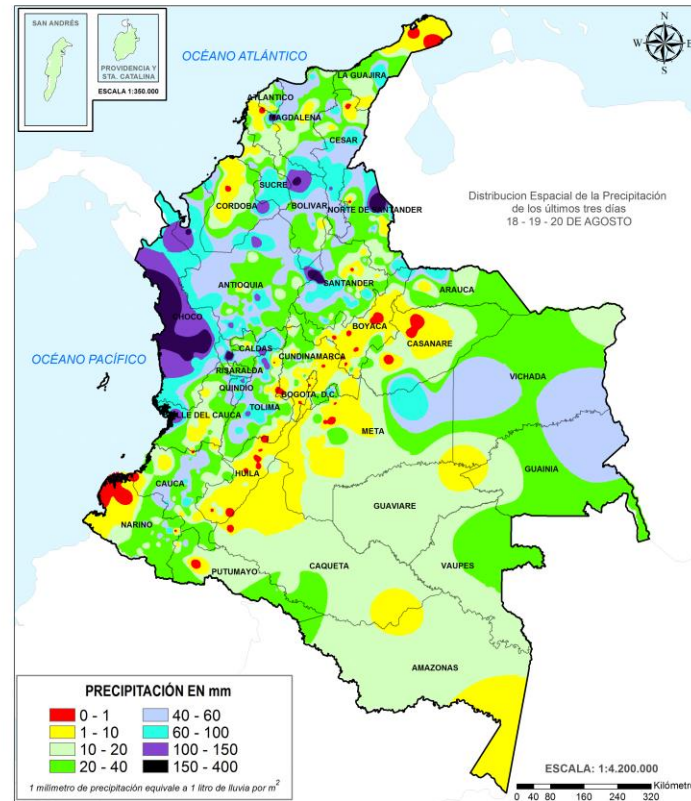 SAN ANDRÉS
PROVIDENCIA Y
STA. CATALINA
ESCALA 1:350.000
OCÉANO ATLÁNTICO
N
W
E
S
LA GUAJIRA
ATLANTICO
MAGDALENA
CESAR
SUCRE
CORDOBA
BOLIVAR
NORTE DE SANTANDER
Distribucion Espacial de la Precipitación
de los últimos tres días
18 - 19 - 20 DE AGOSTO
ANTIOQUIA
SANTANDER
ARAUCA
CHOCO
BOYACA
CASANARE
OCÉANO PACÍFICO
CALDAS
CUNDINAMARCA
RISARALDA
VICHADA
QUINDIO
BOGOTA, D.C.
TOLIMA
VALLE DEL CAUCA
META
GUAINIA
HUILA
CAUCA
GUAVIARE
NARINO
CAQUETA
VAUPES
PUTUMAYO
AMAZONAS
PRECIPITACIÓN EN mm
0 - 1
40 - 60
1 - 10
60 - 100
10 - 20
100 - 150
20 - 40
150 - 400
1 milimetro de precipitación equivale a 1 litro de lluvia por m2
ESCALA: 1:4.200.000
Kilómetros
0 40 80 160 240 320